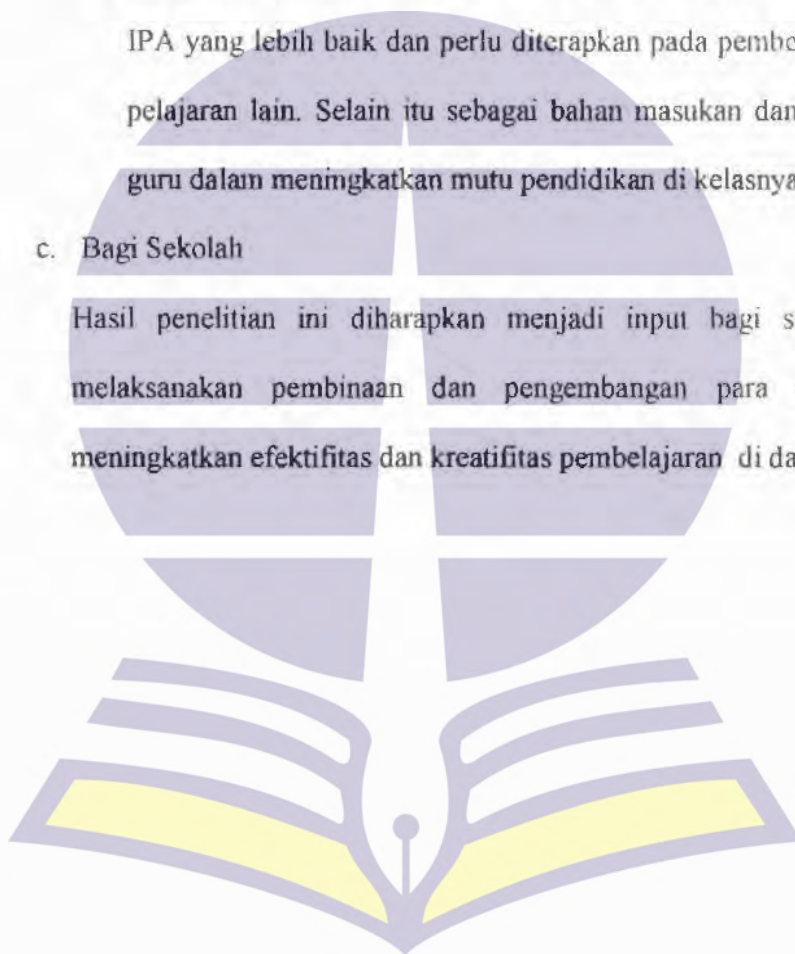 IPA yang lebih baik dan perlu diterapkan pada
pelajaran lain. Selain itu sebagai bahan masukan dan
guru dalam meningkatkan mutu pendidikan di kelasnya
c. Bagi Sekolah
Hasil penelitian ini diharapkan menjadi input bagi
melaksanakan pembinaan dan pengembangan para
meningkatkan efektifitas dan kreatifitas pembelajaran di